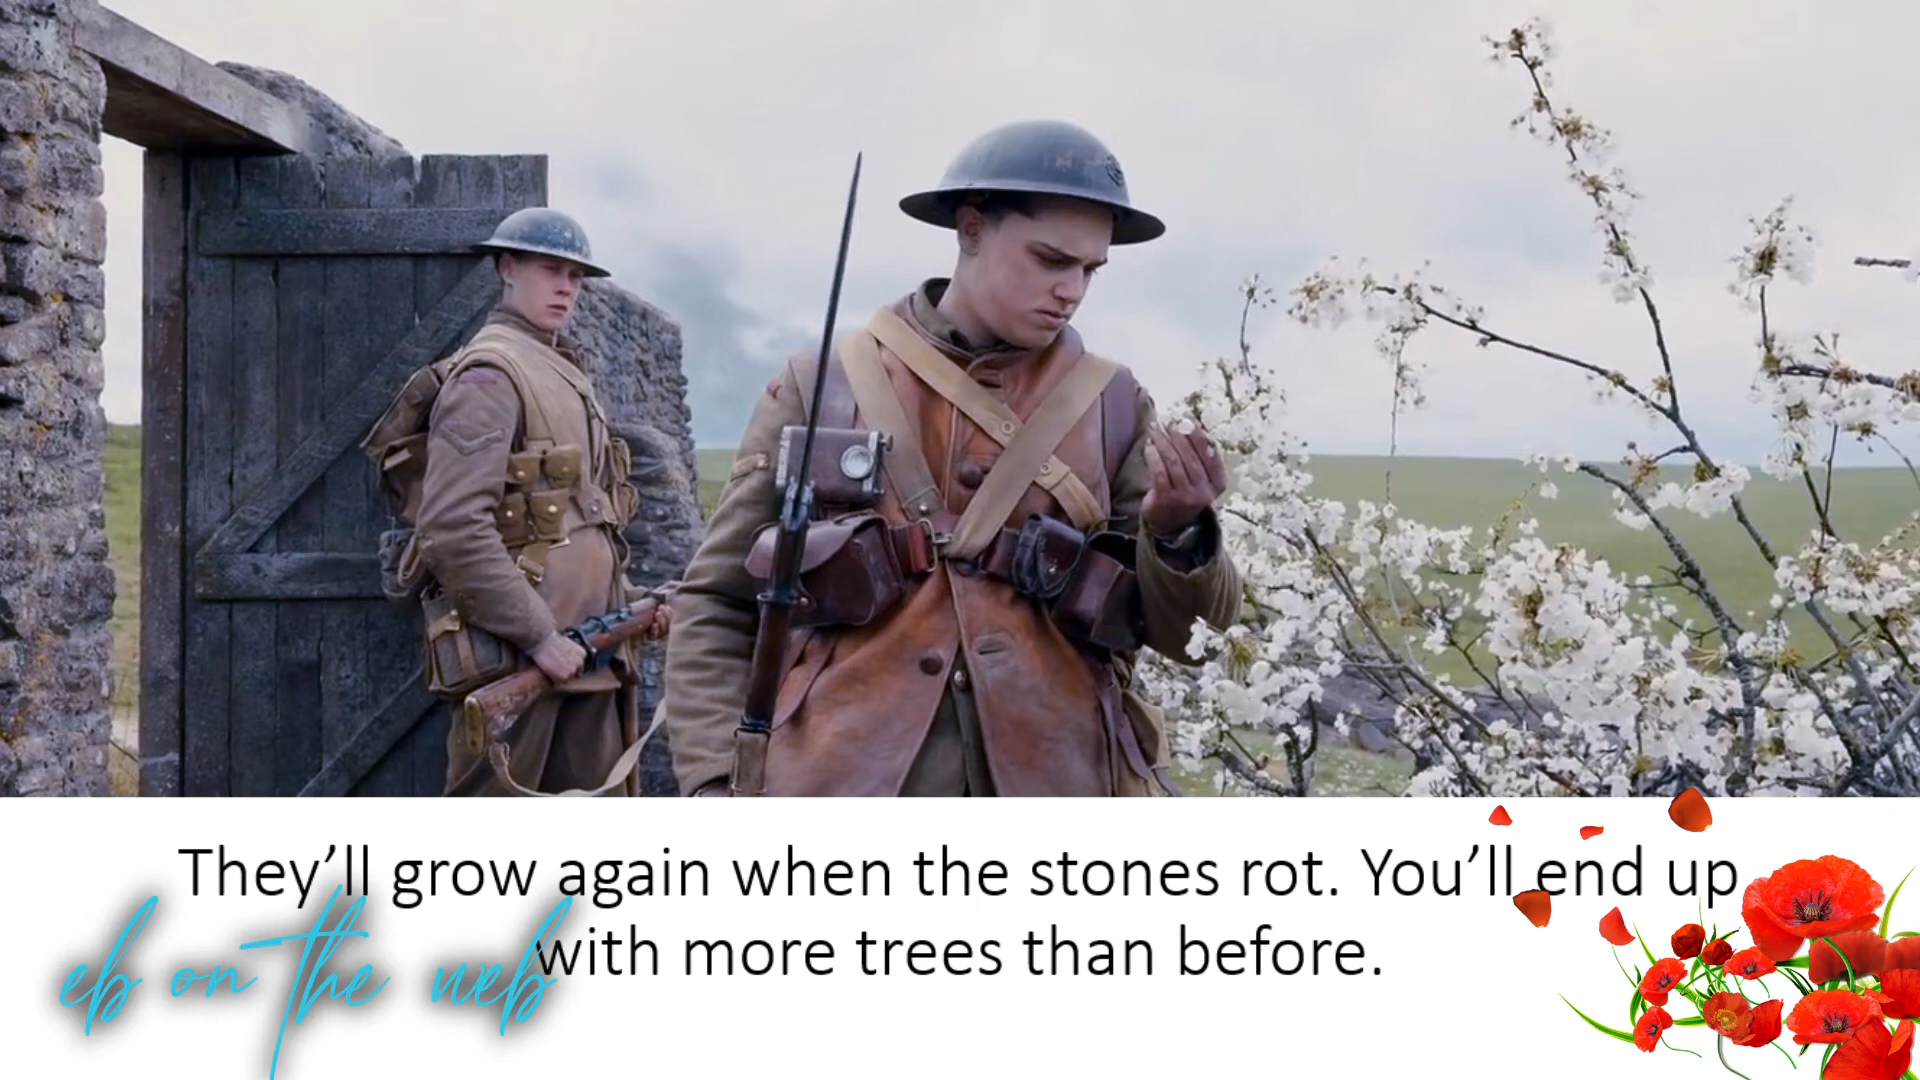 They’ll grow again when the stones rot. You’ll end up
with more trees than before.
eb on the web